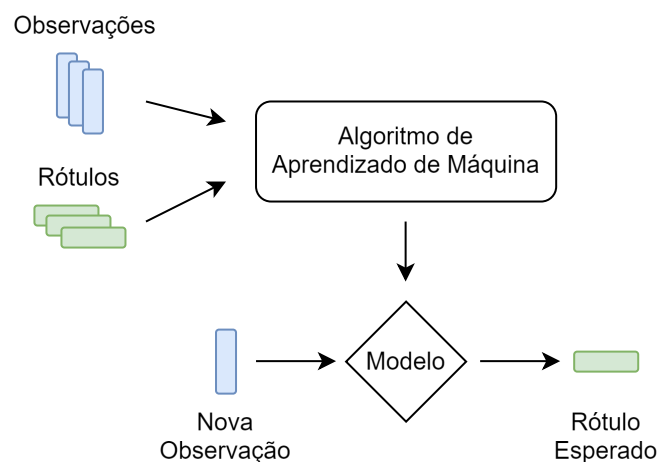 Observações
Algoritmo de
Aprendizado de Máquina
Rótulos
Modelo
Nova
Observação
Rótulo
Esperado